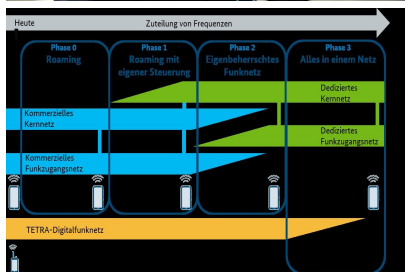 Heute
Zuteilung von Frequenzen
Phase 0
Roaming
Phase 1
Roaming mit
eigener Steuerung
Phase 2
Eigenbeherrschtes
Funknetz
Phase 3
Alles in einem Netz
Dediziertes
Kernnetz
Kommerzielles
Kernnetz
Dediziertes
Funkzugangsnetz
Kommerzielles
Funkzugangsnetz
TETRA-Digitalfunknetz